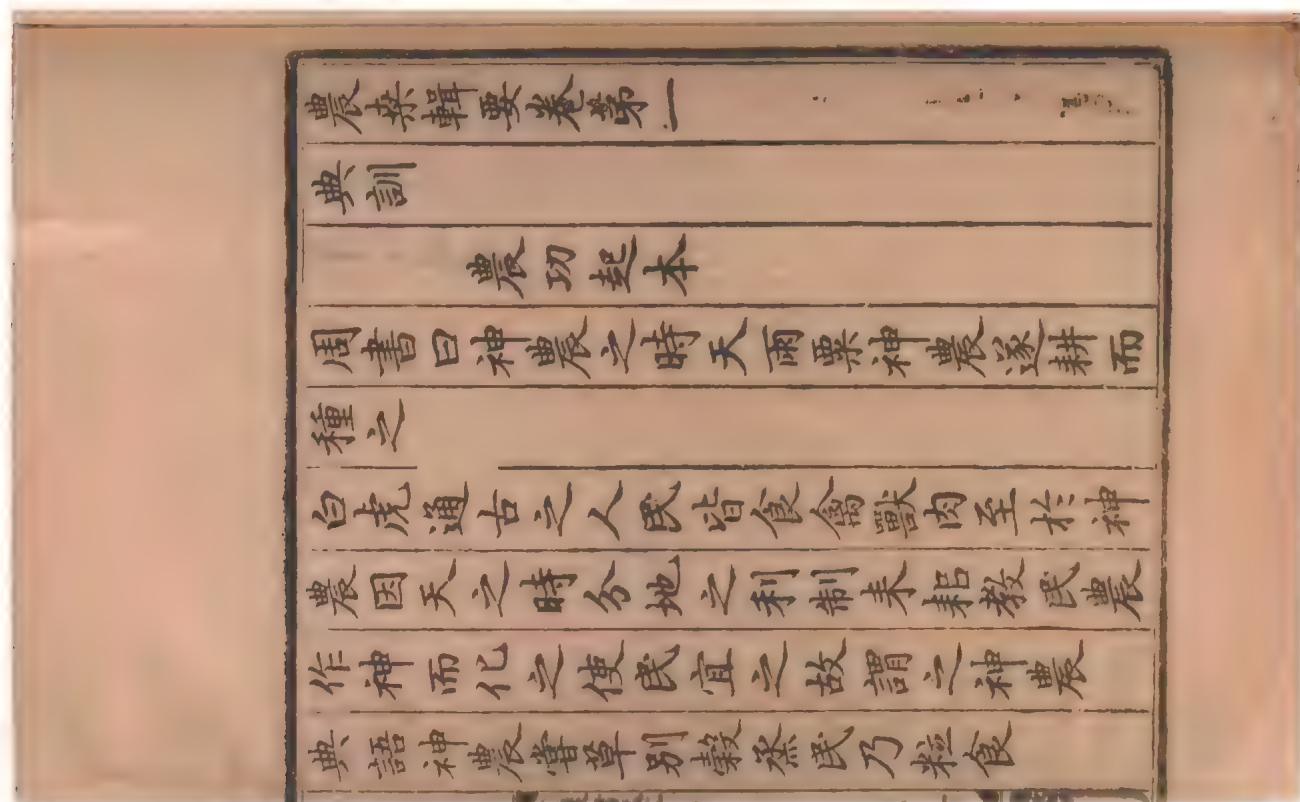 農桑輯要卷第一
典訓
農功起本
周書曰神農之時天雨粟神農遂耕而
種之
白虎通古之人民皆食禽獸肉至於神
農因天之時分地之利制耒耜教民農
作神而化之使民宜之故謂之神農
典語神農嘗草别穀烝民乃粒食